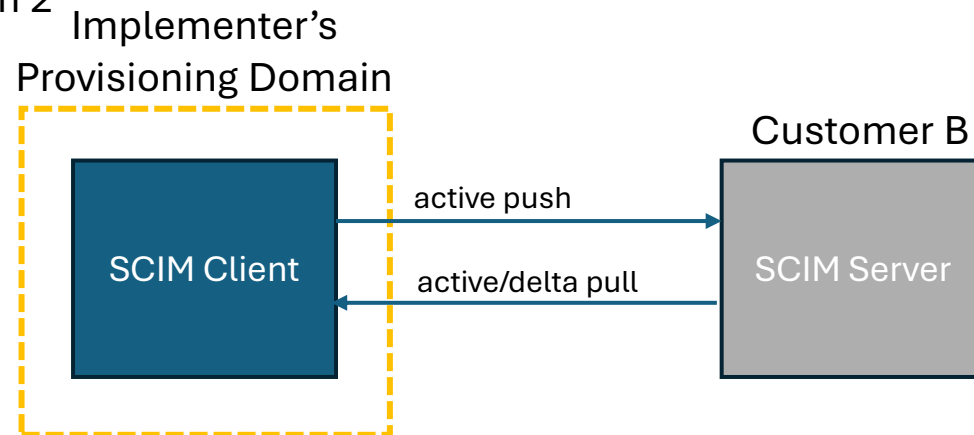 Implementer’s
Provisioning Domain
Customer B
active push
SCIM Client
SCIM Server
active/delta pull